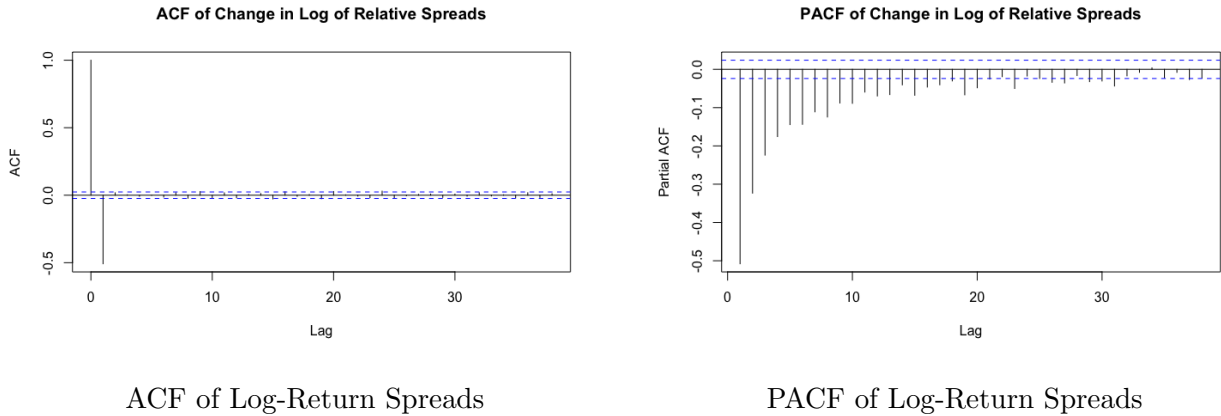 ACF of Change in Log of Relative Spreads
ACF
1.0
0.5
0.0
-0.5
0 10 20 30
Lag
ACF of Log-Return Spreads
PACF of Change in Log of Relative Spreads
Partial ACF
0.0
-0.1
-0.2
-0.3
-0.4
-0.5
0 10 20 30
Lag
PACF of Log-Return Spreads